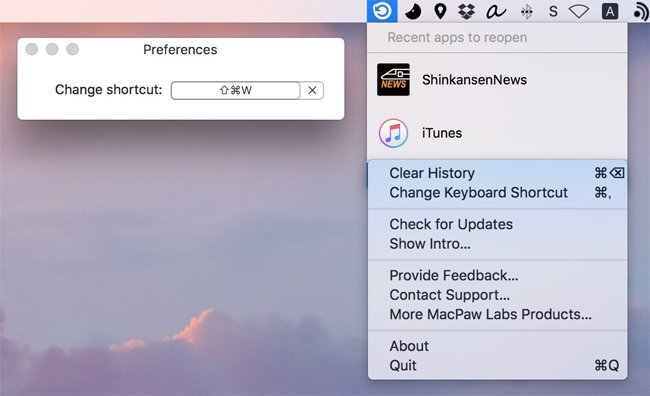 Preferences
Change shortcut: ⇧⌘W
Recent apps to reopen
NEWS ShinkansenNews
iTunes
Clear History ⌘⌫
Change Keyboard Shortcut ⌘,
Check for Updates
Show Intro...
Provide Feedback...
Contact Support...
More MacPaw Labs Products...
About
Quit ⌘Q
S
A